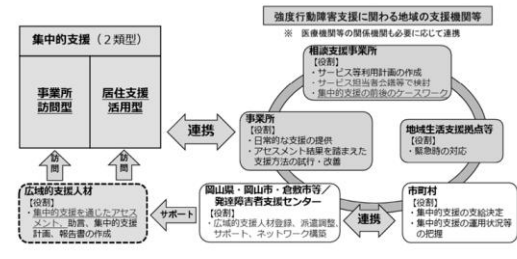 強度行動障害支援に関わる地域の支援機関等
※ 医療機関等の関係機関も必要に応じて連携
集中的支援（２類型）
事業所
訪問型
居住支援
活用型
訪問
訪問
広域的支援人材
【役割】
・集中的支援を通じたアセス
メント、助言、集中的支援
計画、報告書の作成
連携
サポート
相談支援事業所
【役割】
・サービス等利用計画の作成
・サービス担当者会議等で検討
・集中的支援の前後のケースワーク
事業所
【役割】
・日常的な支援の提供
・アセスメント結果を踏まえた
支援方法の試行・改善
地域生活支援拠点等
【役割】
・緊急時の対応
岡山県・岡山市・倉敷市等／
発達障害者支援センター
【役割】
・広域的支援人材登録、派遣調整、
サポート、ネットワーク構築
連携
市町村
【役割】
・集中的支援の支給決定
・集中的支援の運用状況等
の把握